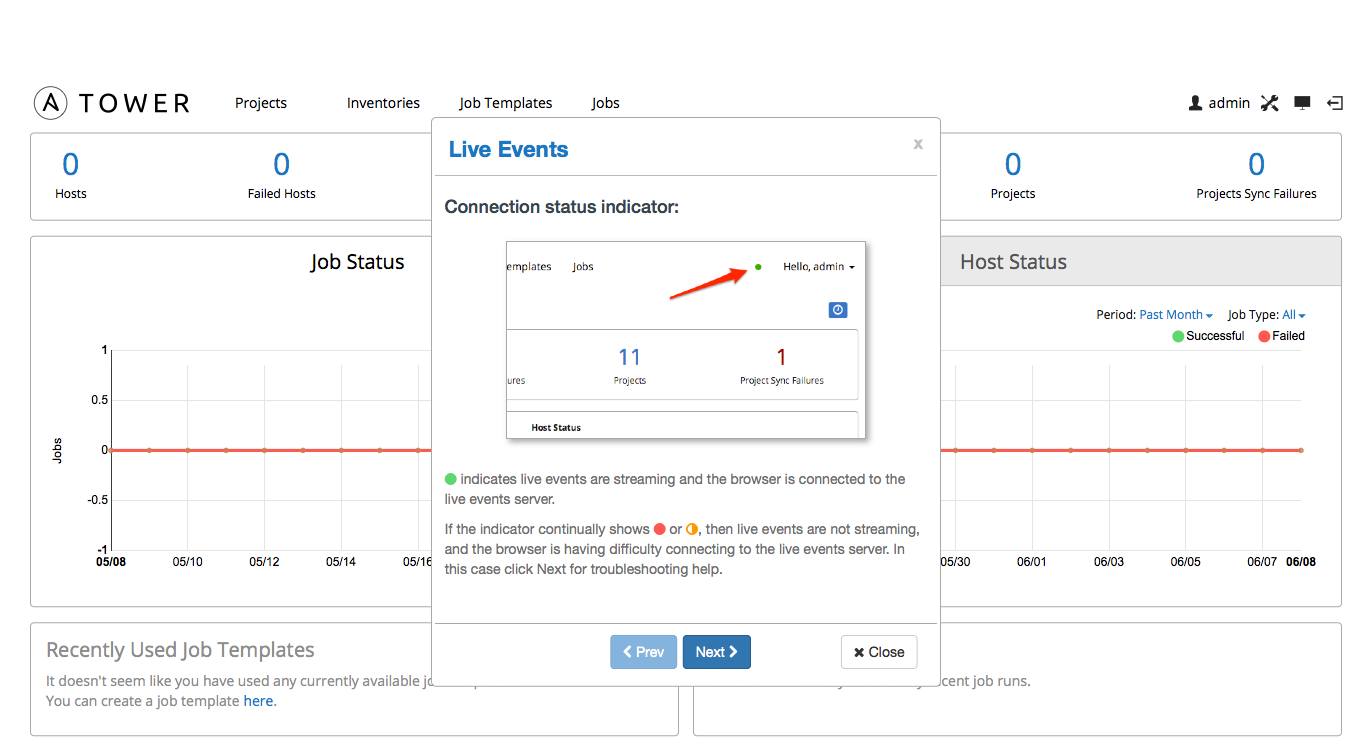 TOWER Projects Inventories Job Templates Jobs admin
0 0 0 0
Hosts Failed Hosts Projects Projects Sync Failures
Live Events x
Connection status indicator:
emplates Jobs Hello, admin
11 1
ures Projects Project Sync Failures
Host Status
indicates live events are streaming and the browser is connected to the
live events server.
If the indicator continually shows or , then live events are not streaming,
and the browser is having difficulty connecting to the live events server. In
this case click Next for troubleshooting help.
Prev Next Close
Job Status
Host Status
Period: Past Month Job Type: All
Successful Failed
Jobs
1
0.5
0
-0.5
-1
05/08 05/10 05/12 05/14 05/16 05/30 06/01 06/03 06/05 06/07 06/08
Recently Used Job Templates
It doesn't seem like you have used any currently available
You can create a job template here.
cent job runs.